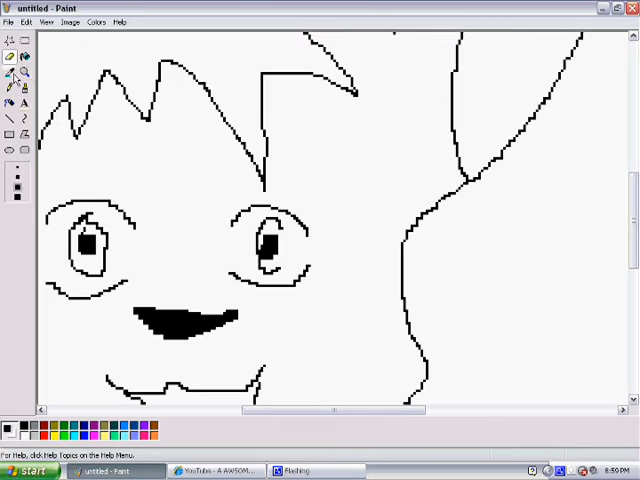 untitled - Paint
File Edit View Image Colors Help
A
For Help, click Help Topics on the Help Menu.
start untitled - Paint YouTube - A AWSOM... Flashing 8:59 PM